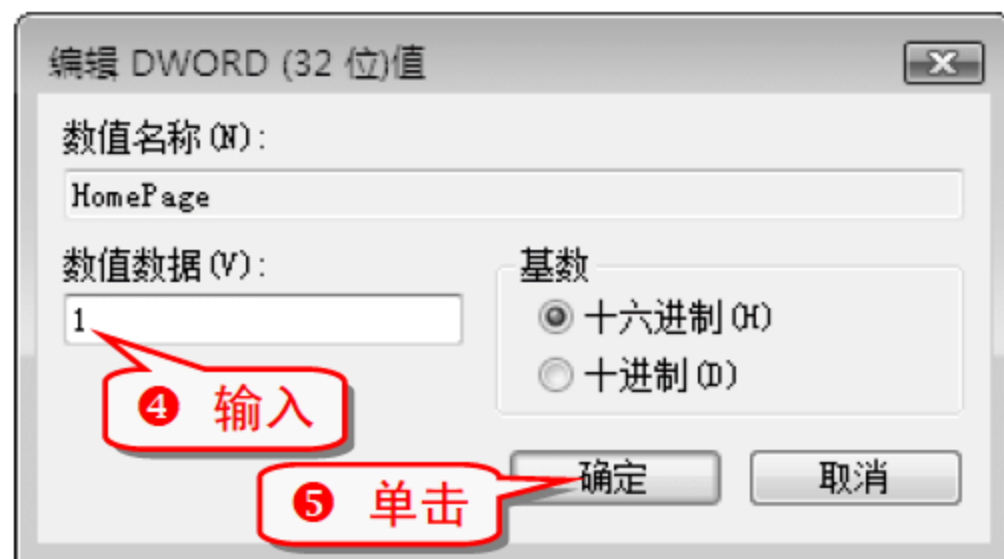 编辑 DWORD (32 位)值
数值名称(N):
HomePage
数值数据(V):
1
基数
十六进制(H)
十进制(D)
❹ 输入
❺ 单击
确定
取消